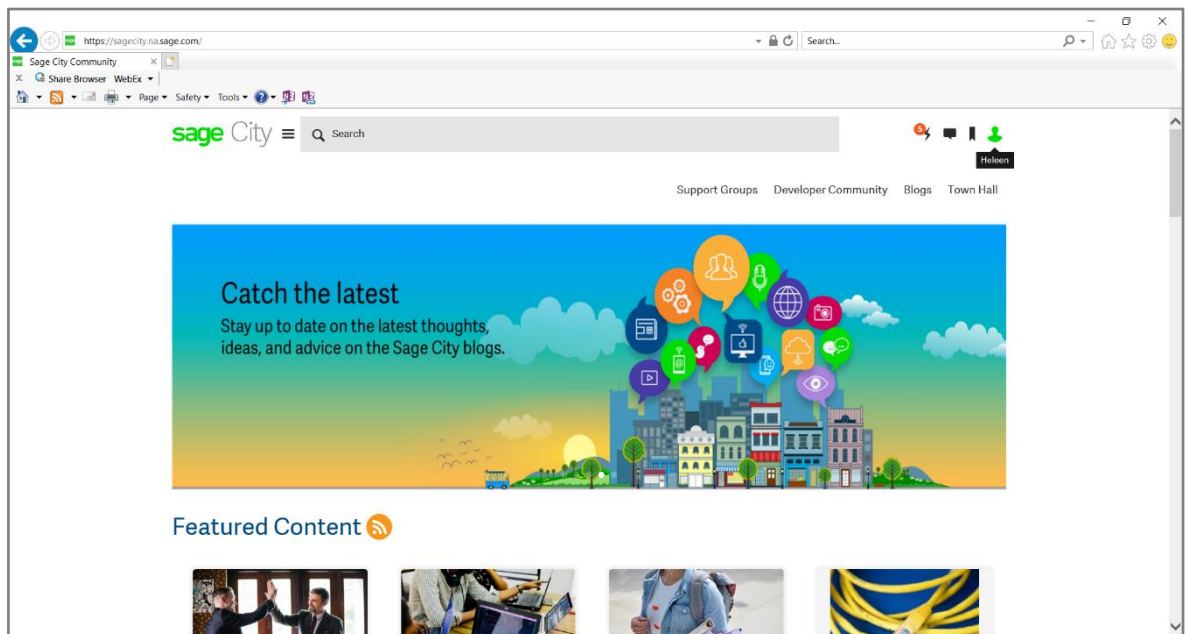 https://sagecity.na.sage.com/
Search...
Sage City Community
x Share Browser WebEx
Page Safety Tools
sage City Search
5
Heleen
Support Groups Developer Community Blogs Town Hall
Catch the latest
Stay up to date on the latest thoughts,
ideas, and advice on the Sage City blogs.
Featured Content